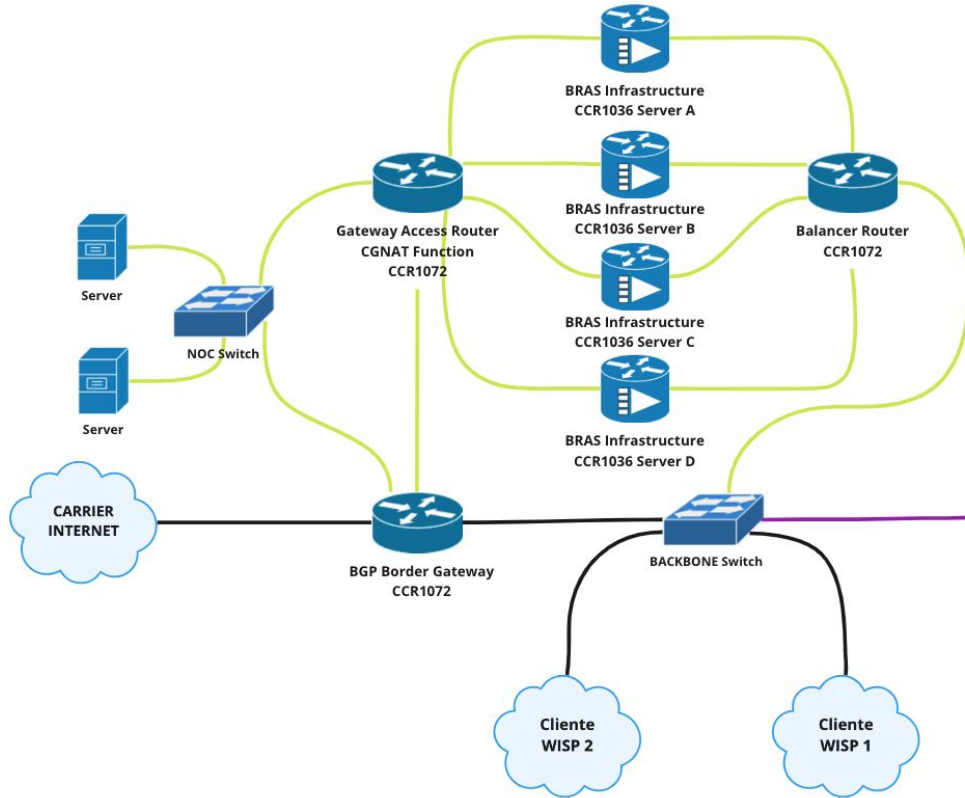 BRAS Infrastructure
CCR1036 Server A
BRAS Infrastructure
CCR1036 Server B
Gateway Access Router
CGNAT Function
CCR1072
Balancer Router
CCR1072
Server
BRAS Infrastructure
CCR1036 Server C
NOC Switch
Server
BRAS Infrastructure
CCR1036 Server D
CARRIER
INTERNET
BGP Border Gateway
CCR1072
BACKBONE Switch
Cliente
WISP 2
Cliente
WISP 1